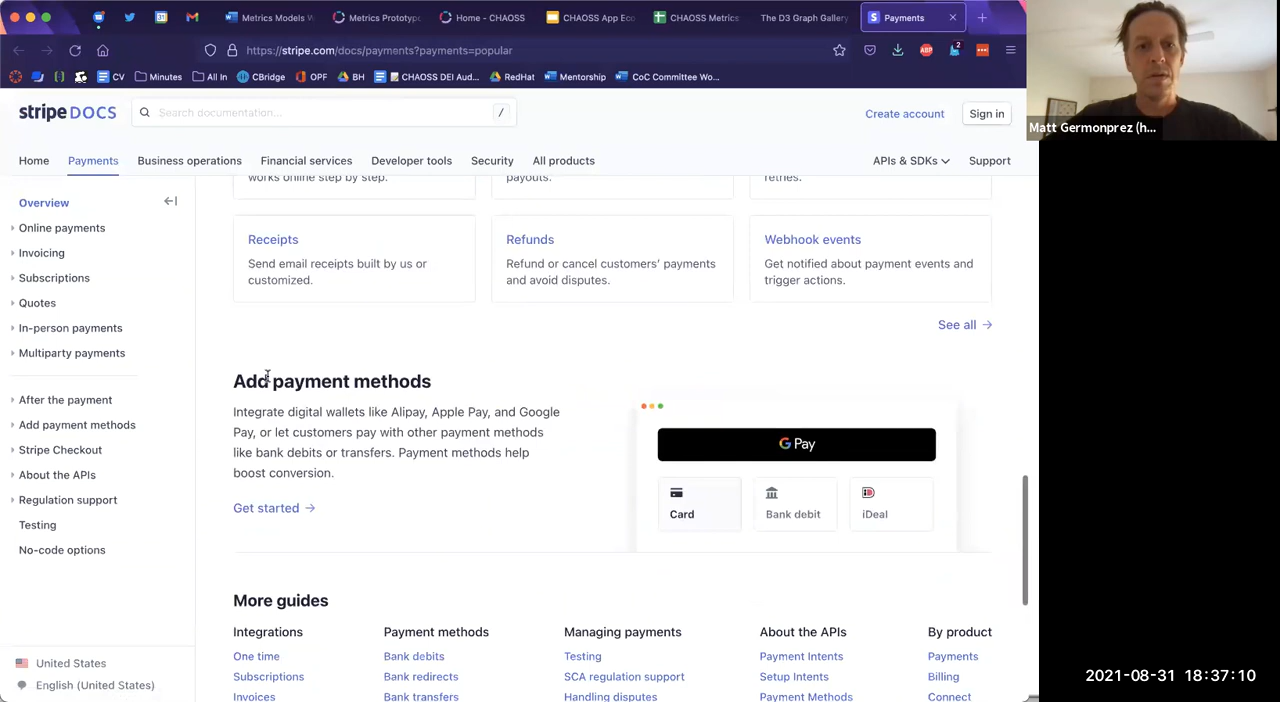 Metrics Models W
Metrics Prototyp
Home - CHAOSS
CHAOSS App Eco
CHAOSS Metrics
The D3 Graph Gallery
Payments
https://stripe.com/docs/payments?payments=popular
ABP
2
CV
Minutes
All In
CBridge
OPF
BH
CHAOSS DEI Aud...
RedHat
Mentorship
CoC Committee Wo...
Matt Germonprez (h...
stripe DOCS
Search documentation...
/
Create account
Sign in
Home
Payments
Business operations
Financial services
Developer tools
Security
All products
APIs & SDKs
Support
Overview
Online payments
Invoicing
Subscriptions
Quotes
In-person payments
Multiparty payments
After the payment
Add payment methods
Stripe Checkout
About the APIs
Regulation support
Testing
No-code options
United States
English (United States)
works online step by step.
payouts.
retries.
Receipts
Send email receipts built by us or
customized.
Refunds
Refund or cancel customers' payments
and avoid disputes.
Webhook events
Get notified about payment events and
trigger actions.
See all →
Add payment methods
Integrate digital wallets like Alipay, Apple Pay, and Google
Pay, or let customers pay with other payment methods
like bank debits or transfers. Payment methods help
boost conversion.
Get started →
G Pay
Card
Bank debit
iDeal
More guides
Integrations
One time
Subscriptions
Invoices
Payment methods
Bank debits
Bank redirects
Bank transfers
Managing payments
Testing
SCA regulation support
Handling disputes
About the APIs
Payment Intents
Setup Intents
Payment Methods
By product
Payments
Billing
Connect
2021-08-31 18:37:10